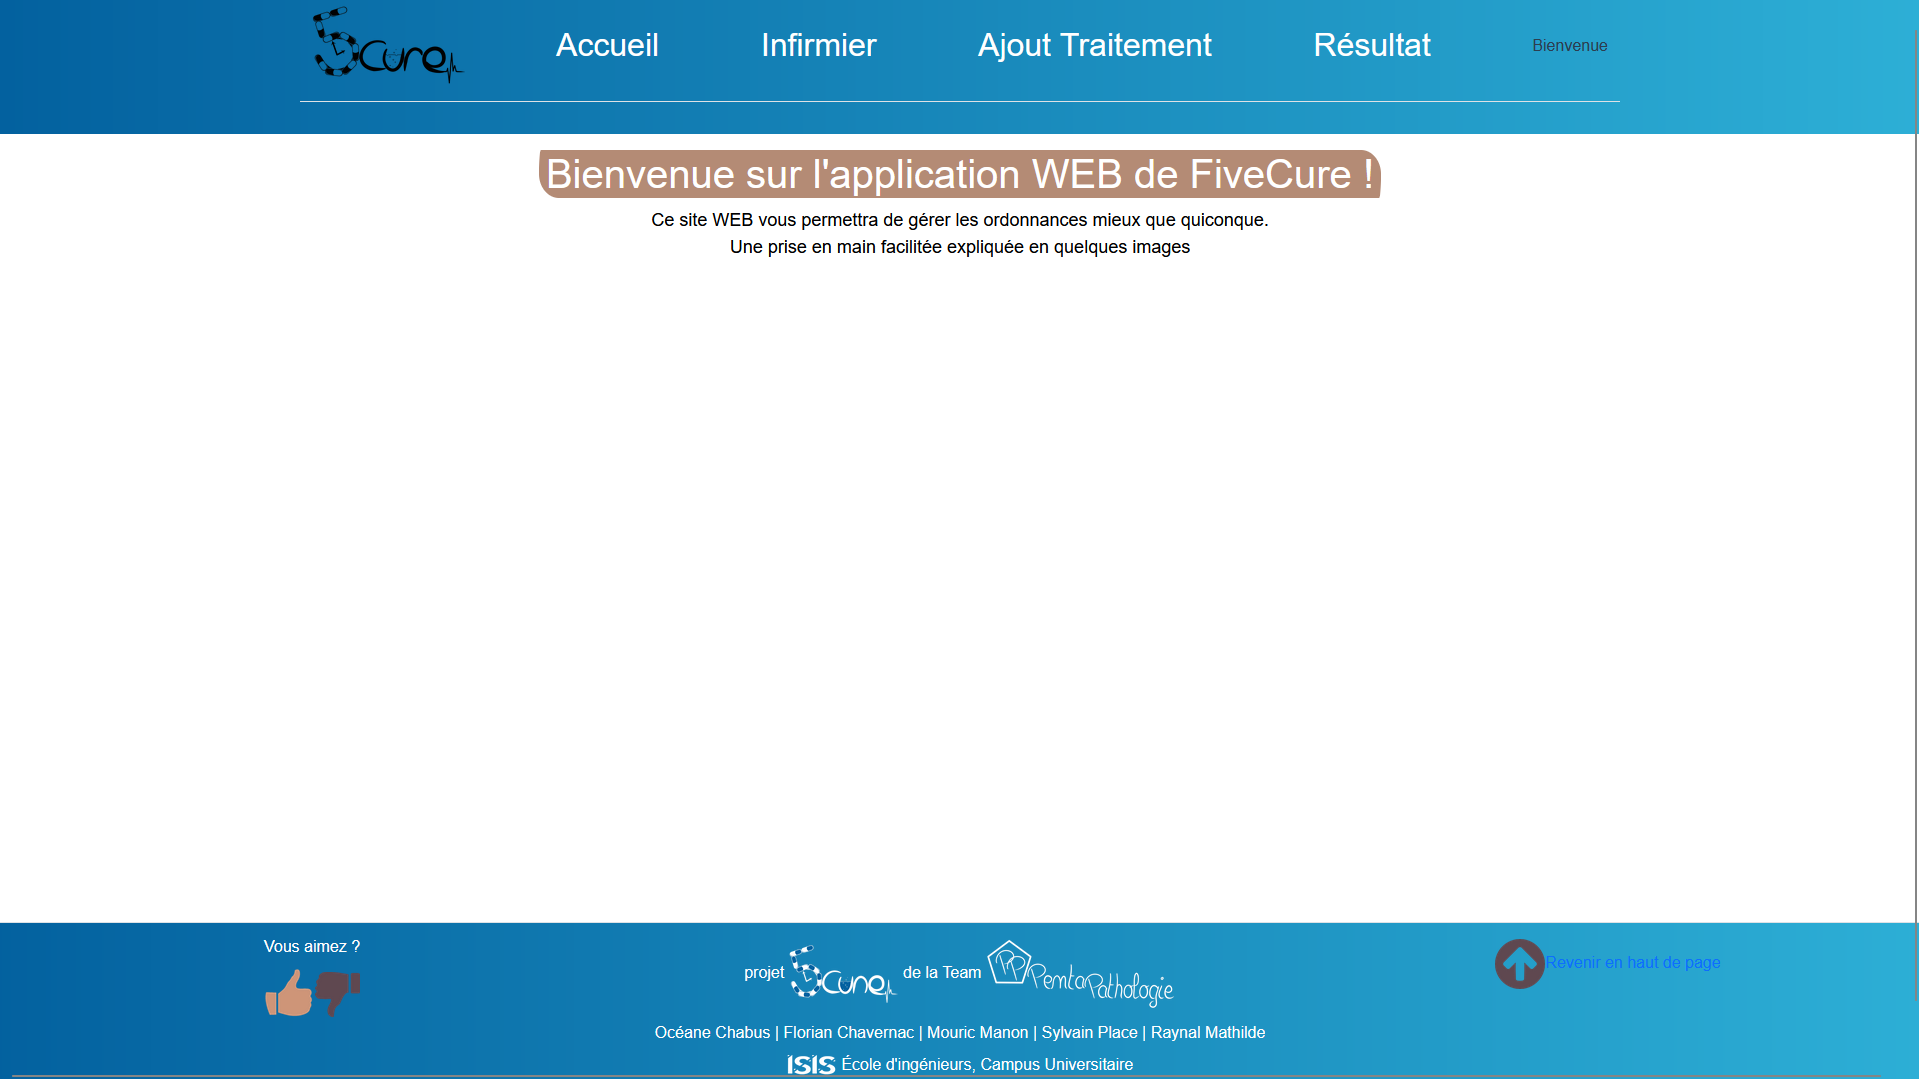 5cure
Accueil
Infirmier
Ajout Traitement
Résultat
Bienvenue
Bienvenue sur l'application WEB de FiveCure !
Ce site WEB vous permettra de gérer les ordonnances mieux que quiconque.
Une prise en main facilitée expliquée en quelques images
Vous aimez ?
projet 5cure de la Team PP PentaPathologie
Revenir en haut de page
Océane Chabus | Florian Chavernac | Mouric Manon | Sylvain Place | Raynal Mathilde
isis École d'ingénieurs, Campus Universitaire